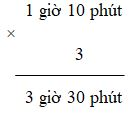 1 giờ 10 phút
×
3
3 giờ 30 phút